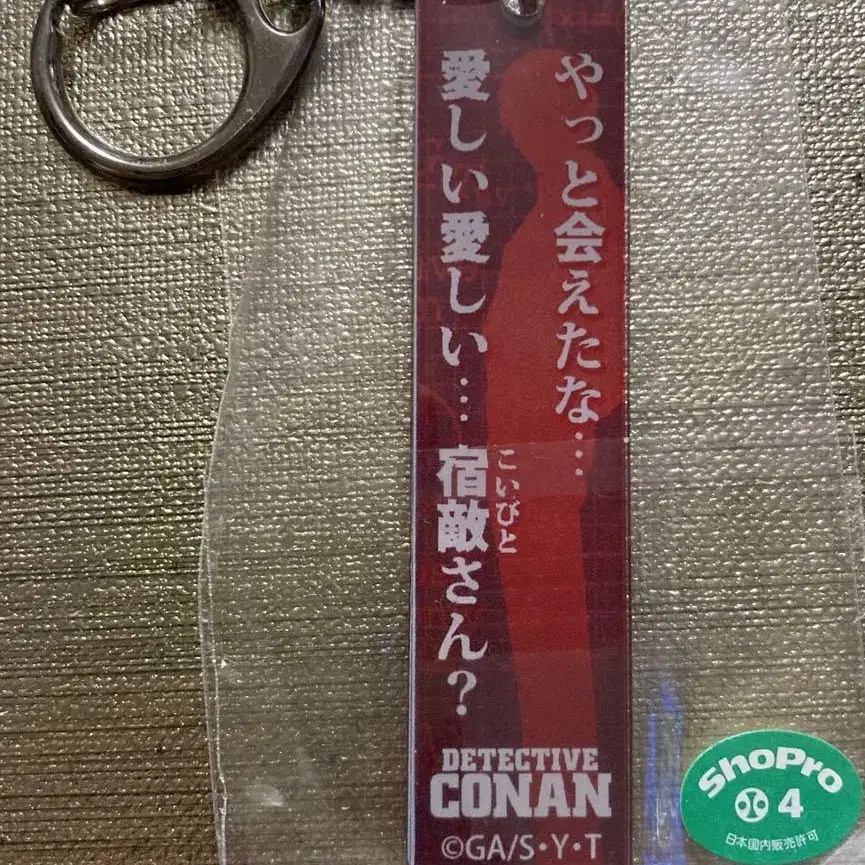 やっと会えたな…
愛しい愛しい…宿敵さん?
こいびと
DETECTIVE
CONAN
©GA/S・Y・T
ShoPro
4
日本国内販売許可